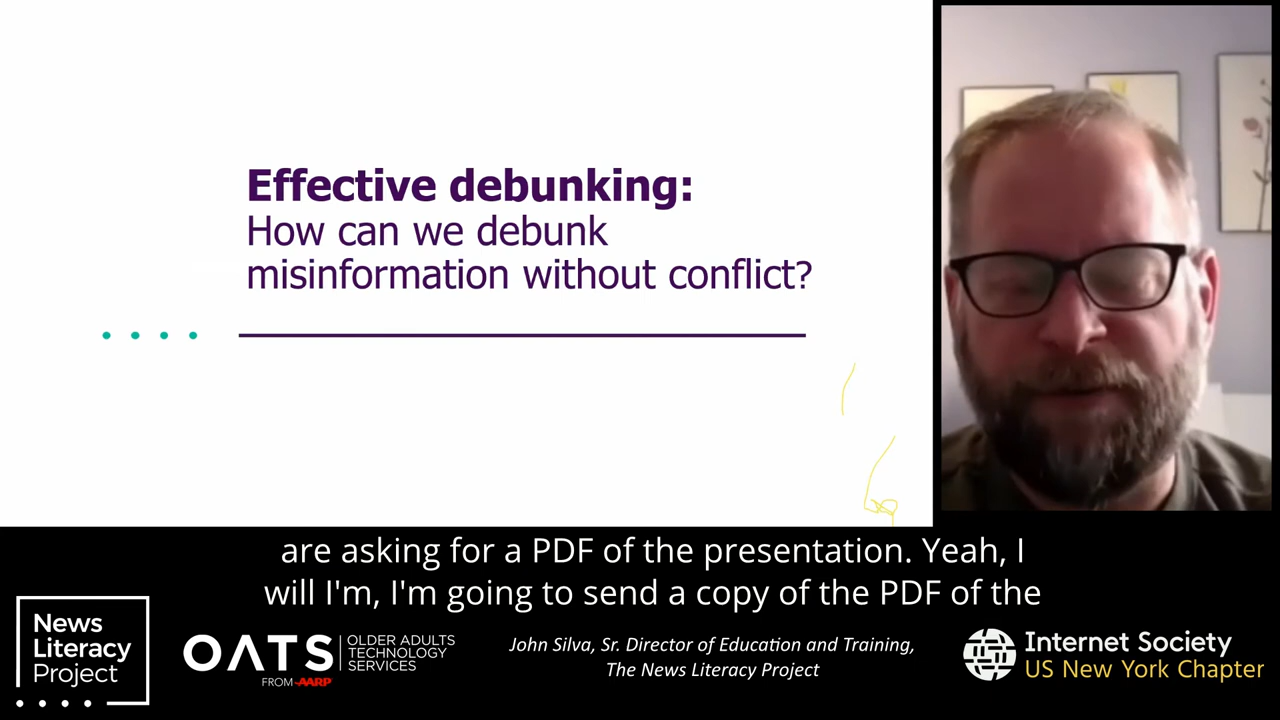 Effective debunking:
How can we debunk
misinformation without conflict?
are asking for a PDF of the presentation. Yeah, I
will I'm, I'm going to send a copy of the PDF of the
News
Literacy
Project
OATS
OLDER ADULTS
TECHNOLOGY
SERVICES
FROM AARP
John Silva, Sr. Director of Education and Training,
The News Literacy Project
Internet Society
US New York Chapter